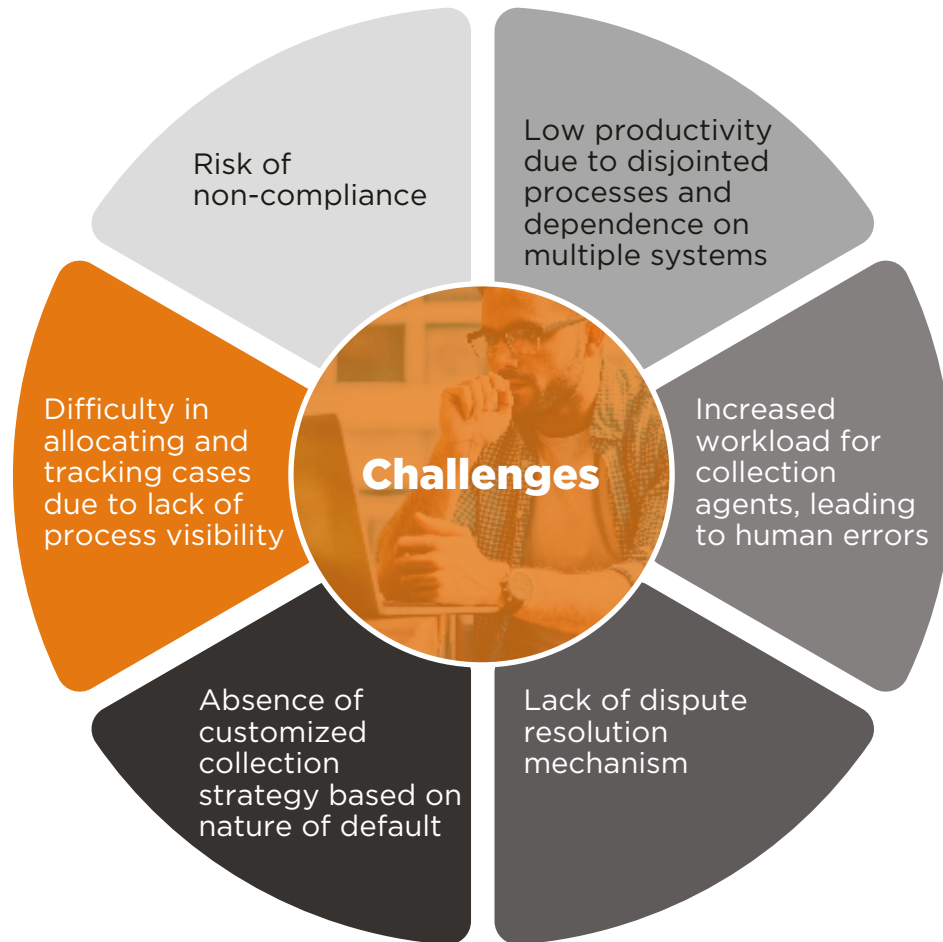 Risk of
non-compliance
Low productivity
due to disjointed
processes and
dependence on
multiple systems
Increased
workload for
collection
agents, leading
to human errors
Lack of dispute
resolution
mechanism
Absence of
customized
collection
strategy based on
nature of default
Difficulty in
allocating and
tracking cases
due to lack of
process visibility
Challenges